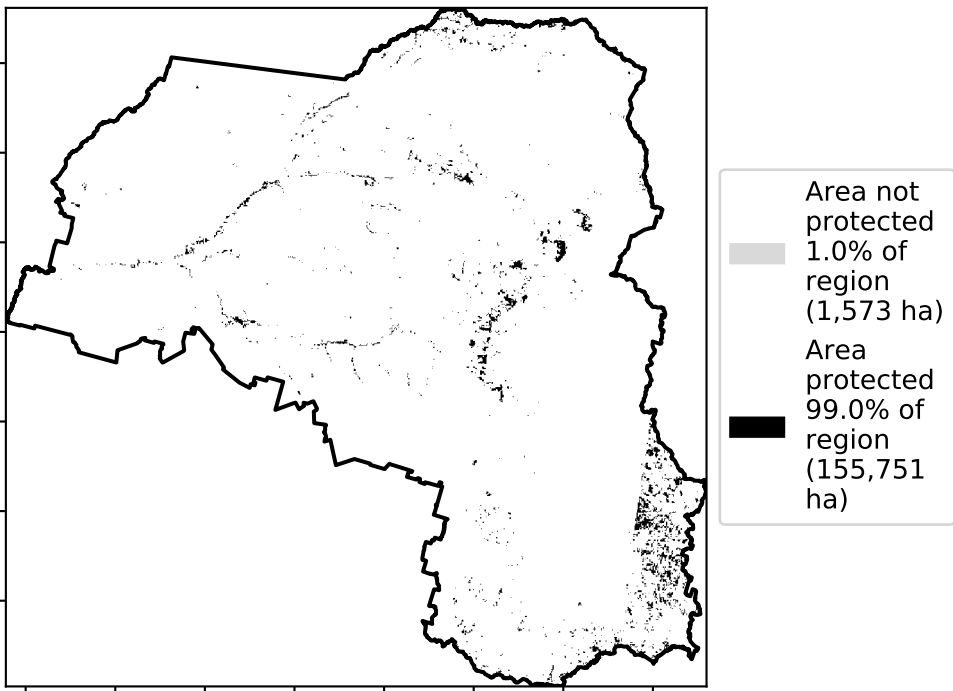 Area not
protected
1.0% of
region
(1,573 ha)
Area
protected
99.0% of
region
(155,751
ha)